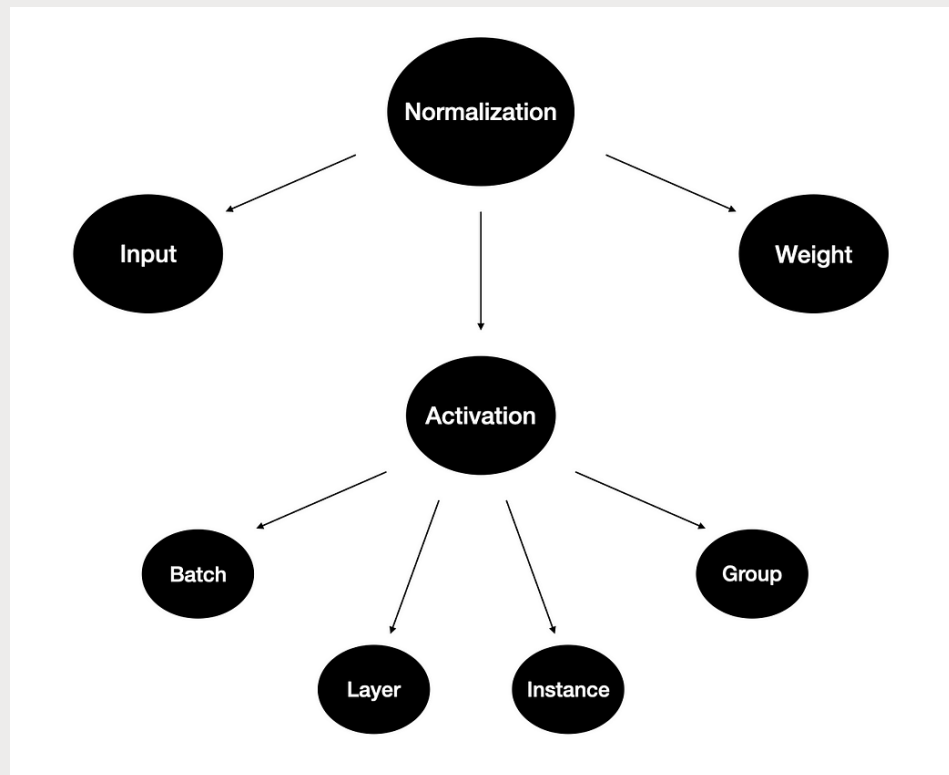 Normalization
Input
Weight
Activation
Batch
Group
Layer
Instance